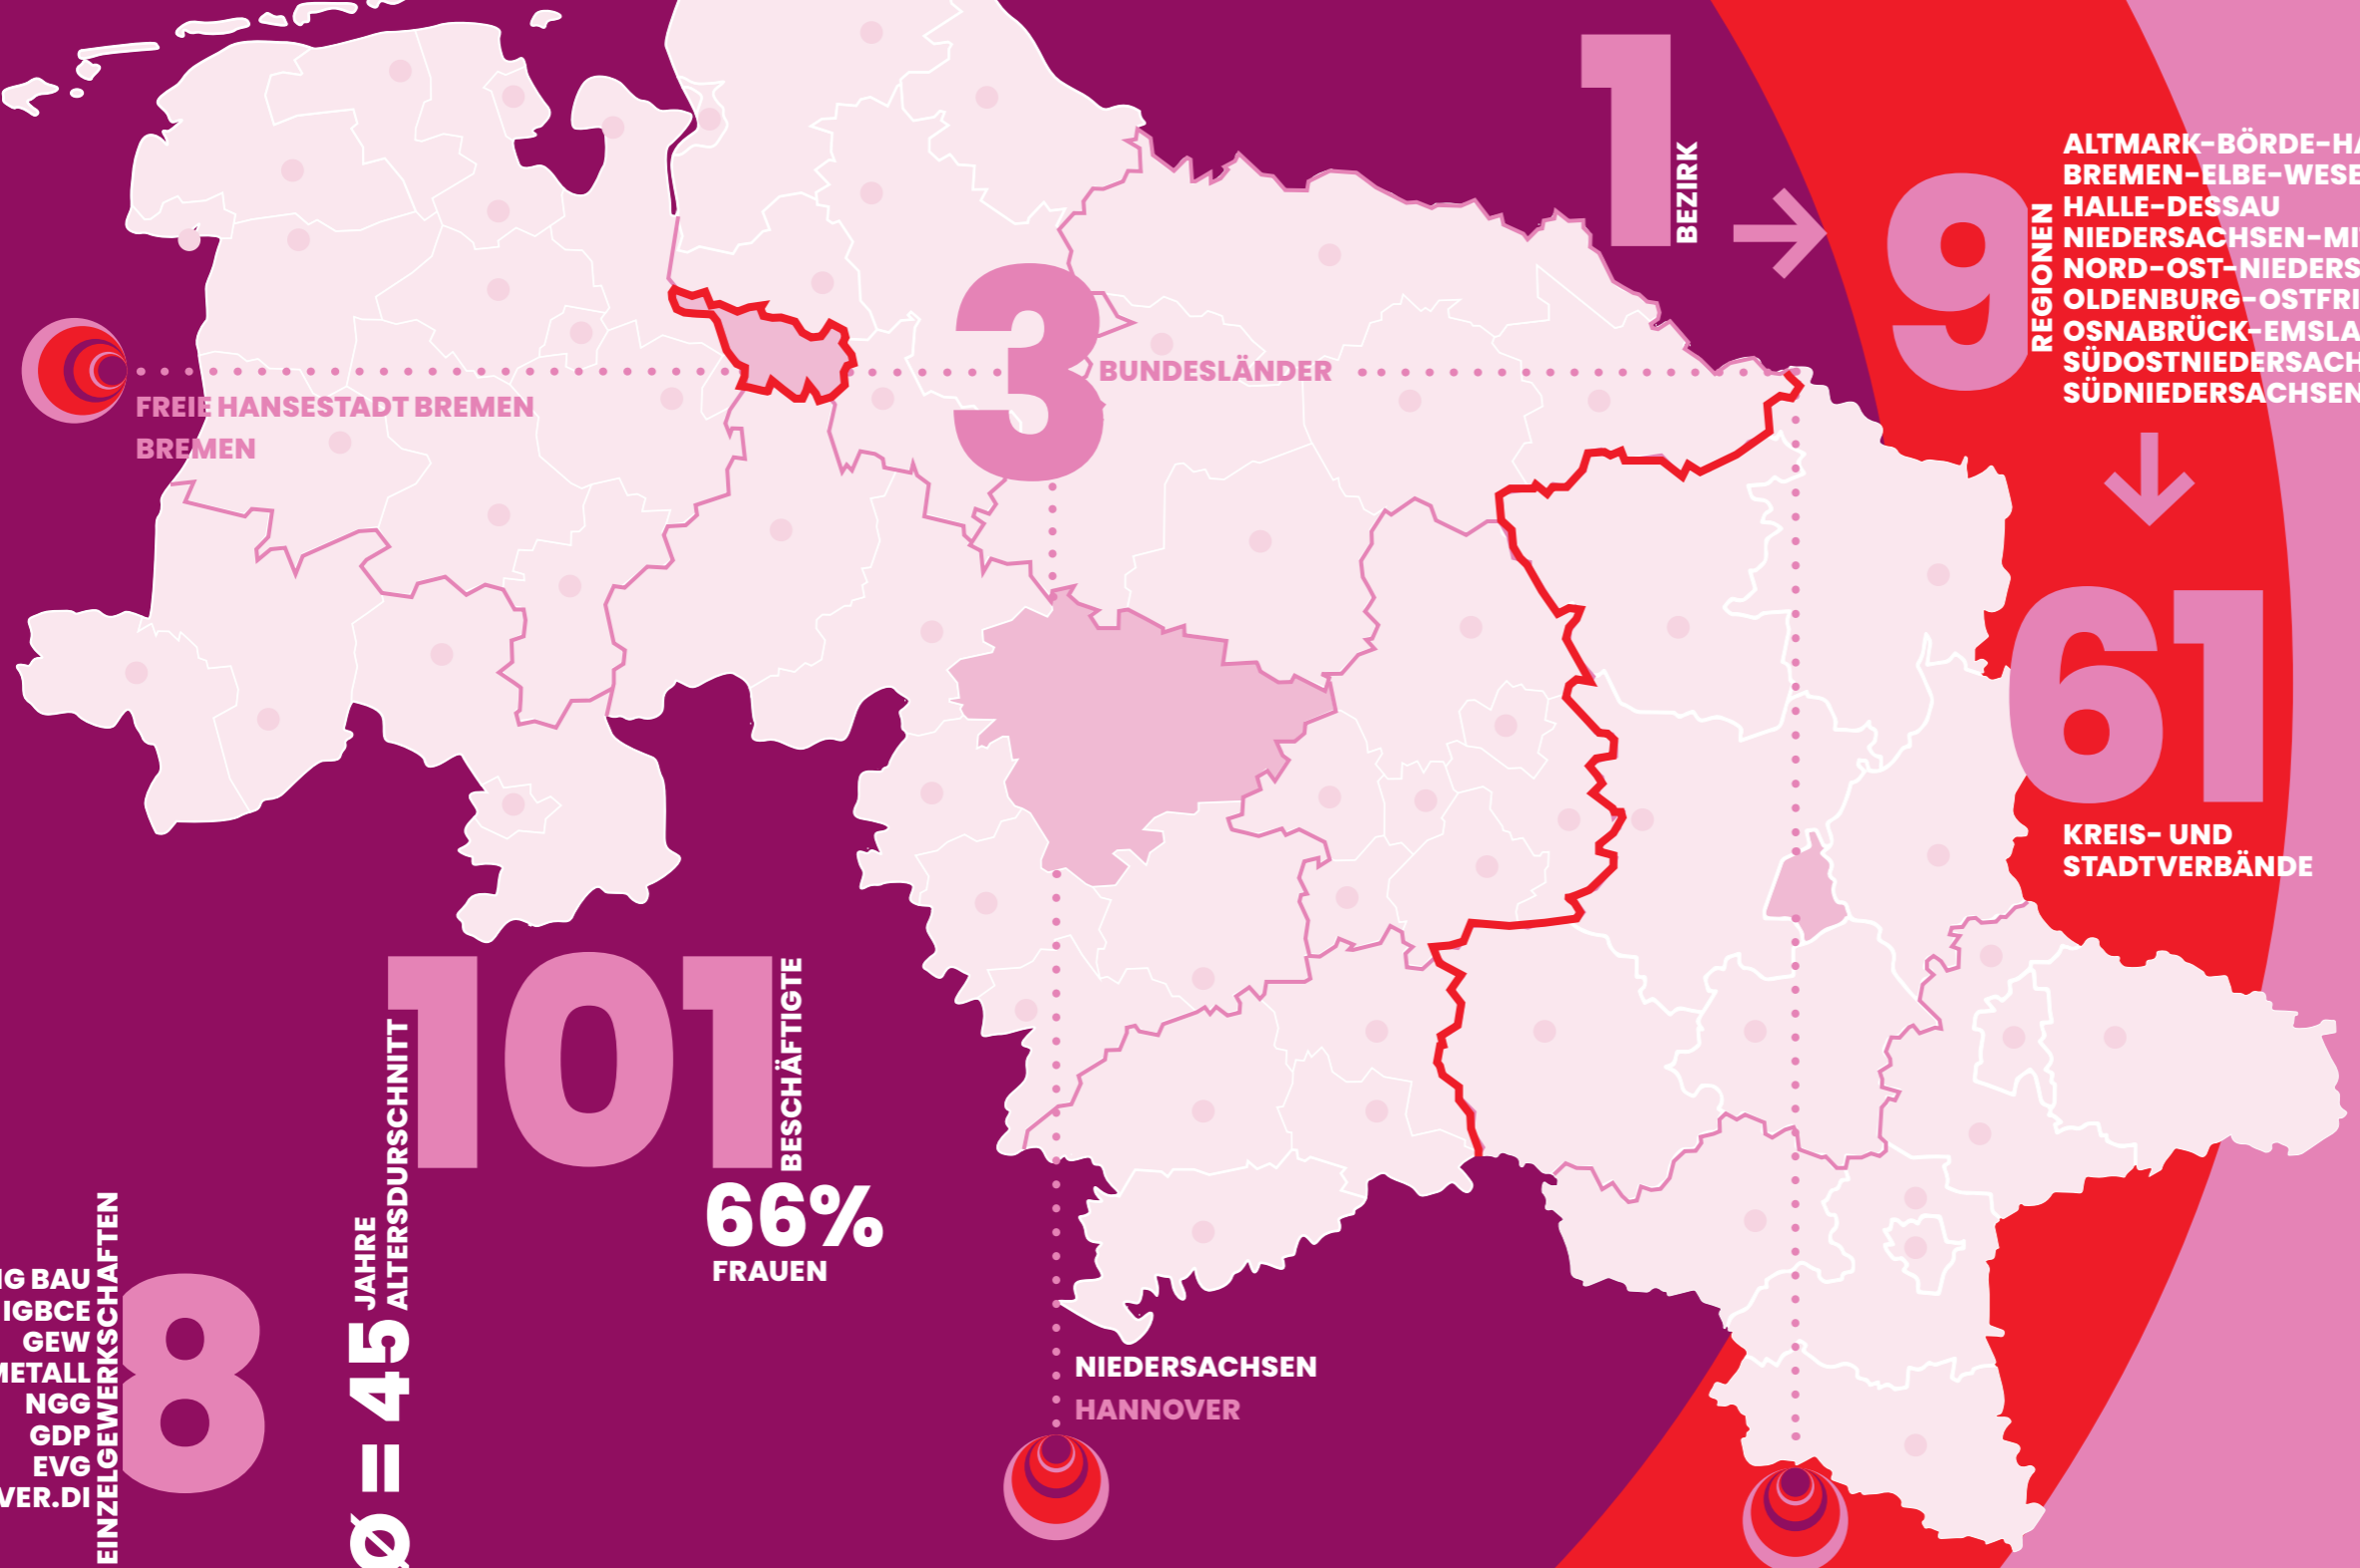 1
BEZIRK
9
REGIONEN
ALTMARK-BÖRDE-HA
BREMEN-ELBE-WESE
HALLE-DESSAU
NIEDERSACHSEN-MI
NORD-OST-NIEDERS
OLDENBURG-OSTFRI
OSNABRÜCK-EMSLA
SÜDOSTNIEDERSACH
SÜDNIEDERSACHSEN
3
BUNDESLÄNDER
FREIE HANSESTADT BREMEN
BREMEN
61
KREIS- UND
STADTVERBÄNDE
101
BESCHÄFTIGTE
66%
FRAUEN
Ø = 45 JAHRE
ALTERSDURSCHNITT
8
EINZELGEWERKSCHAFTEN
IG BAU
IGBCE
GEW
METALL
NGG
GDP
EVG
VER.DI
NIEDERSACHSEN
HANNOVER